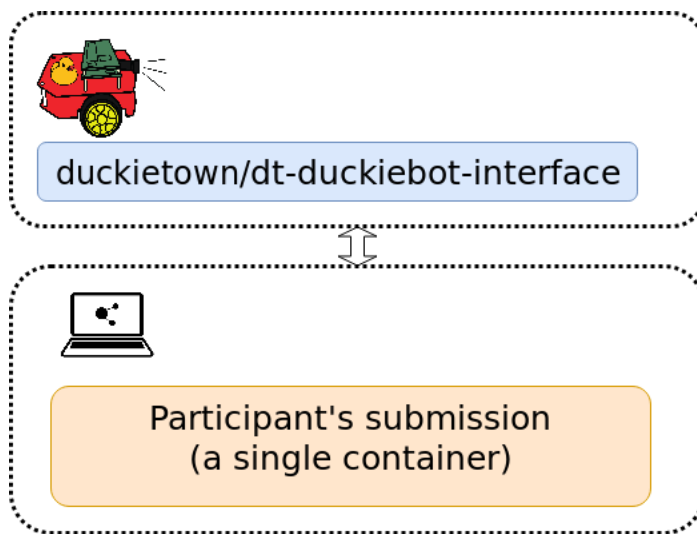 duckietown/dt-duckiebot-interface
Participant's submission
(a single container)